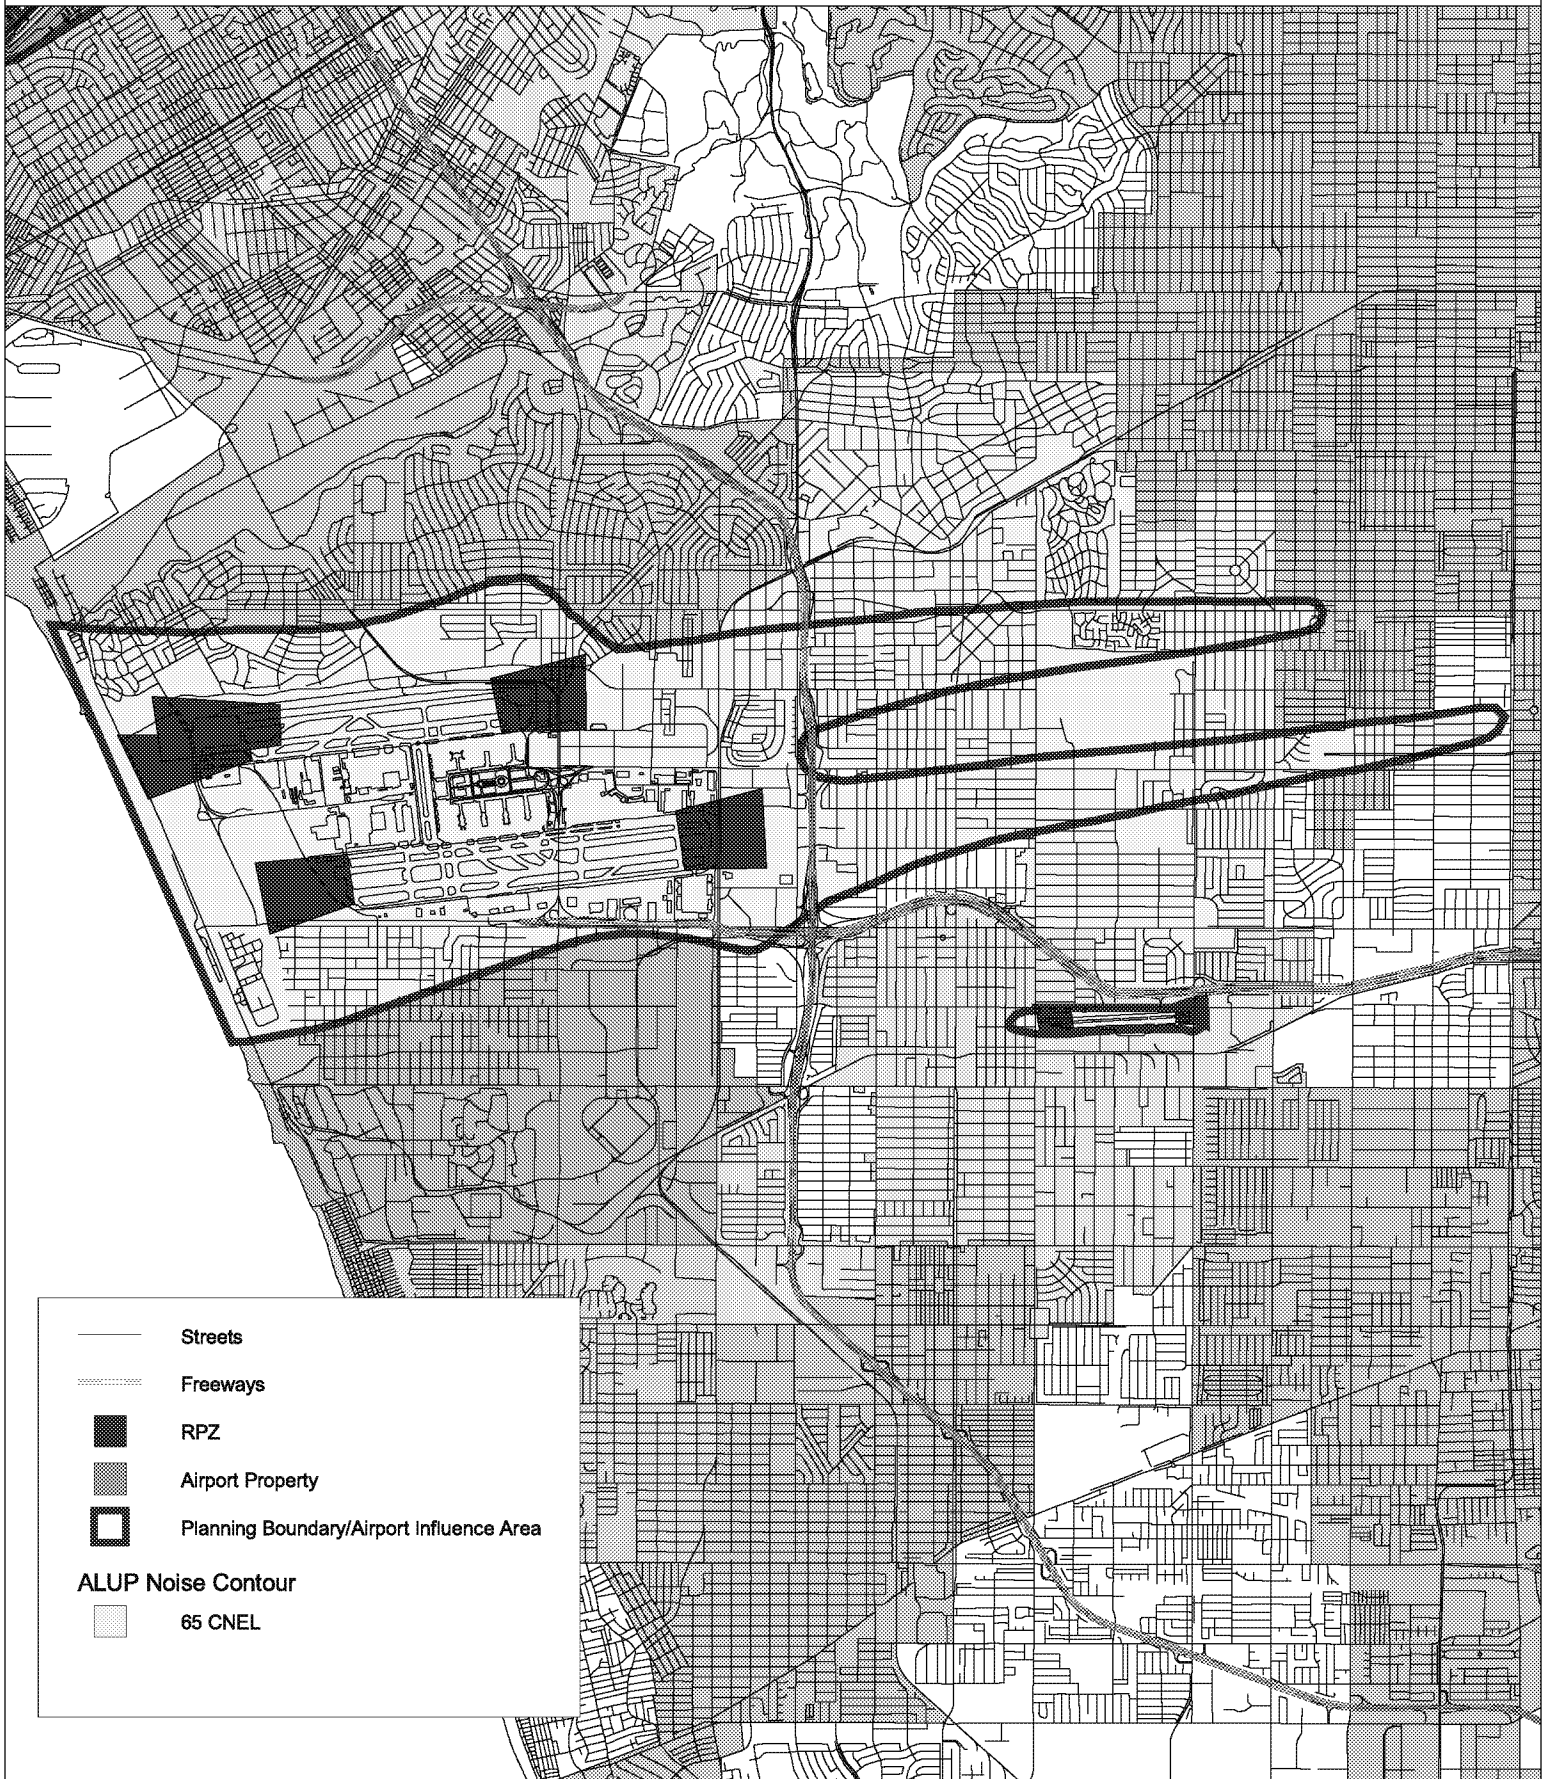 Streets
Freeways
RPZ
Airport Property
Planning Boundary/Airport Influence Area
ALUP Noise Contour
65 CNEL